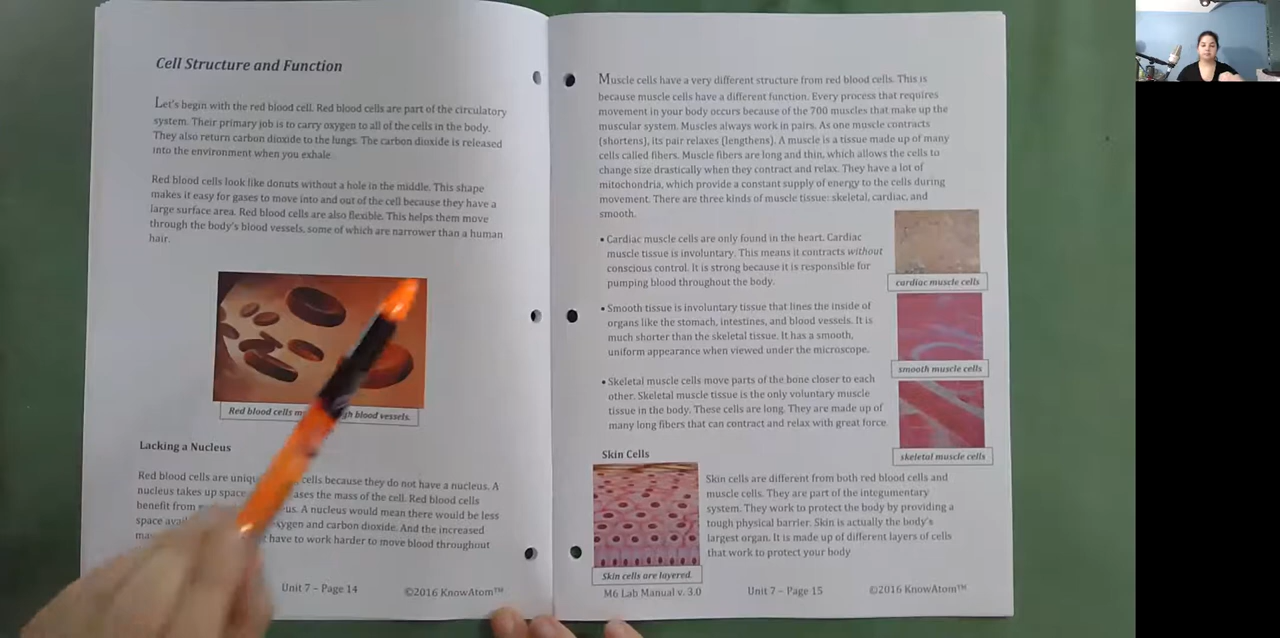 Cell Structure and Function
Let's begin with the red blood cell. Red blood cells are part of the circulatory
system. Their primary job is to carry oxygen to all of the cells in the body.
They also return carbon dioxide to the lungs. The carbon dioxide is released
into the environment when you exhale.
Red blood cells look like donuts without a hole in the middle. This shape
makes it easy for gases to move into and out of the cell because they have a
large surface area. Red blood cells are also flexible. This helps them move
through the body's blood vessels, some of which are narrower than a human
hair.
Red blood cells blood vessels.
Lacking a Nucleus
Red blood cells are cells because they do not have a nucleus. A
nucleus takes up space the mass of the cell. Red blood cells
benefit from A nucleus would mean there would be less
space oxygen and carbon dioxide. And the increased
have to work harder to move blood throughout
Unit 7 – Page 14
©2016 KnowAtom™
Muscle cells have a very different structure from red blood cells. This is
because muscle cells have a different function. Every process that requires
movement in your body occurs because of the 700 muscles that make up the
muscular system. Muscles always work in pairs. As one muscle contracts
(shortens), its pair relaxes (lengthens). A muscle is a tissue made up of many
cells called fibers. Muscle fibers are long and thin, which allows the cells to
change size drastically when they contract and relax. They have a lot of
mitochondria, which provide a constant supply of energy to the cells during
movement. There are three kinds of muscle tissue: skeletal, cardiac, and
smooth.
• Cardiac muscle cells are only found in the heart. Cardiac
muscle tissue is involuntary. This means it contracts without
conscious control. It is strong because it is responsible for
pumping blood throughout the body.
cardiac muscle cells
• Smooth tissue is involuntary tissue that lines the inside of
organs like the stomach, intestines, and blood vessels. It is
much shorter than the skeletal tissue. It has a smooth,
uniform appearance when viewed under the microscope.
smooth muscle cells
• Skeletal muscle cells move parts of the bone closer to each
other. Skeletal muscle tissue is the only voluntary muscle
tissue in the body. These cells are long. They are made up of
many long fibers that can contract and relax with great force.
skeletal muscle cells
Skin Cells
Skin cells are different from both red blood cells and
muscle cells. They are part of the integumentary
system. They work to protect the body by providing a
tough physical barrier. Skin is actually the body's
largest organ. It is made up of different layers of cells
that work to protect your body
Skin cells are layered.
M6 Lab Manual v. 3.0
Unit 7 – Page 15
©2016 KnowAtom™